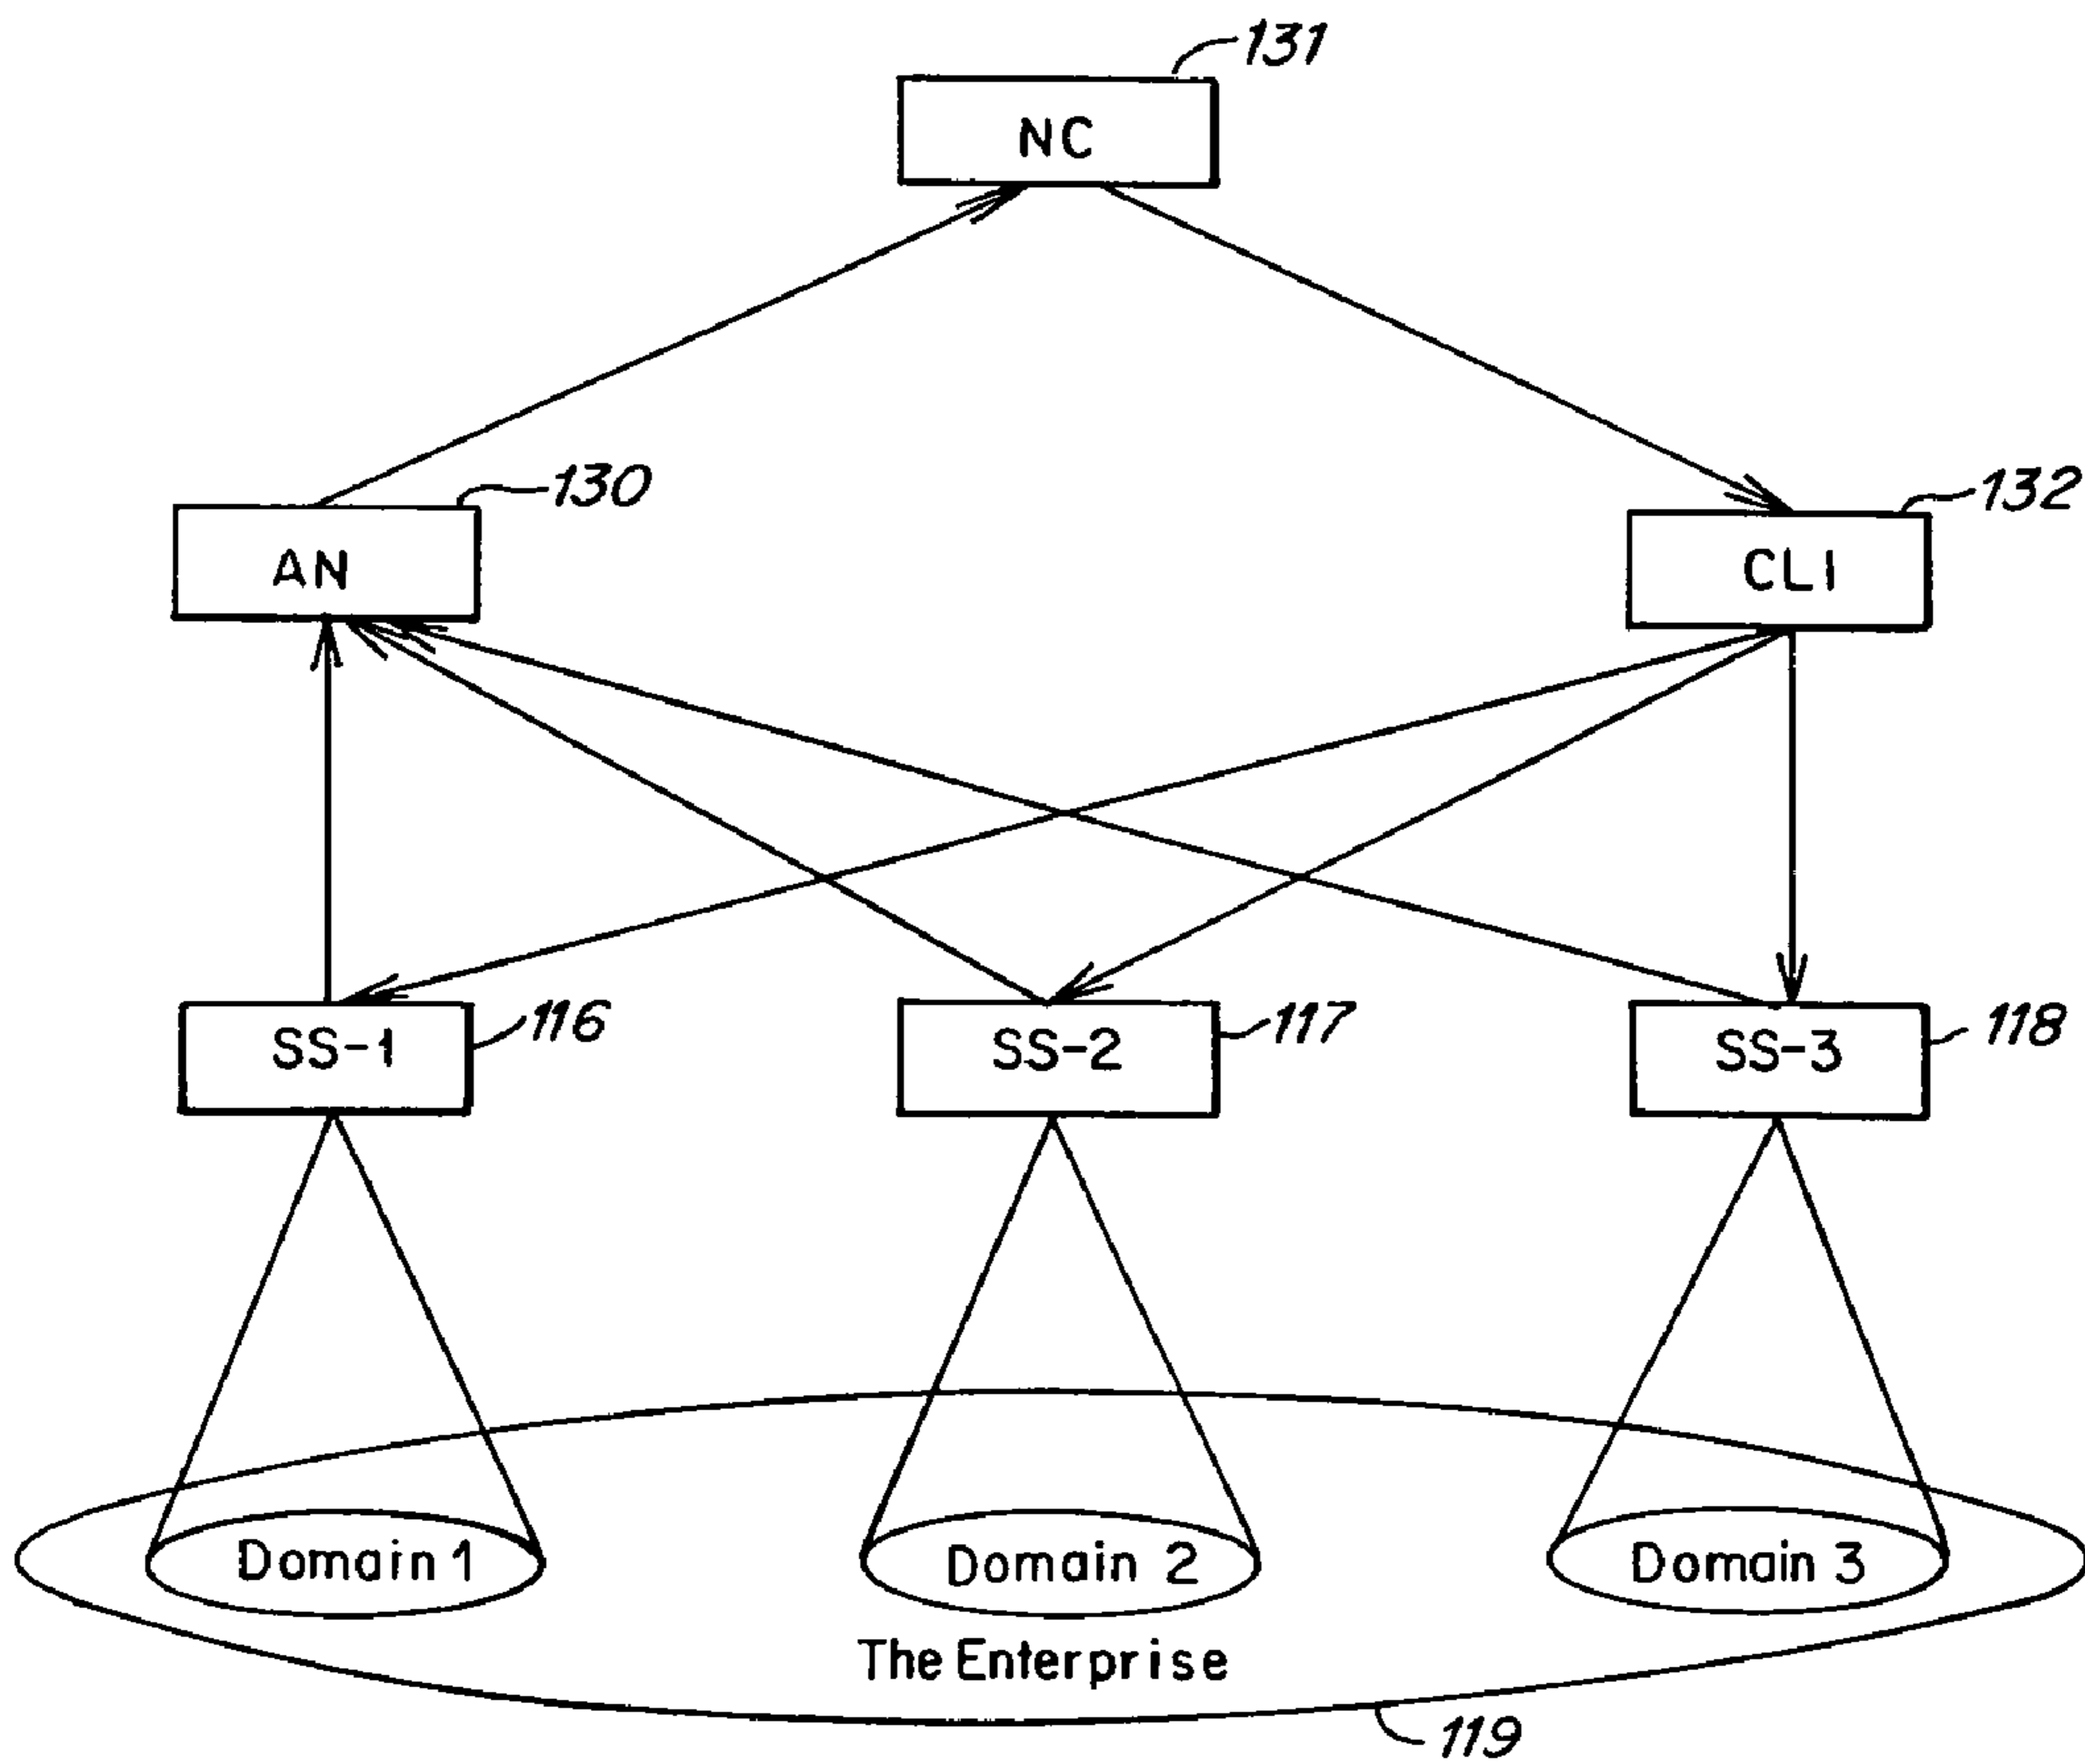 131
NC
130
132
AN
CLI
116
117
118
SS-1
SS-2
SS-3
Domain 1
Domain 2
Domain 3
The Enterprise
119